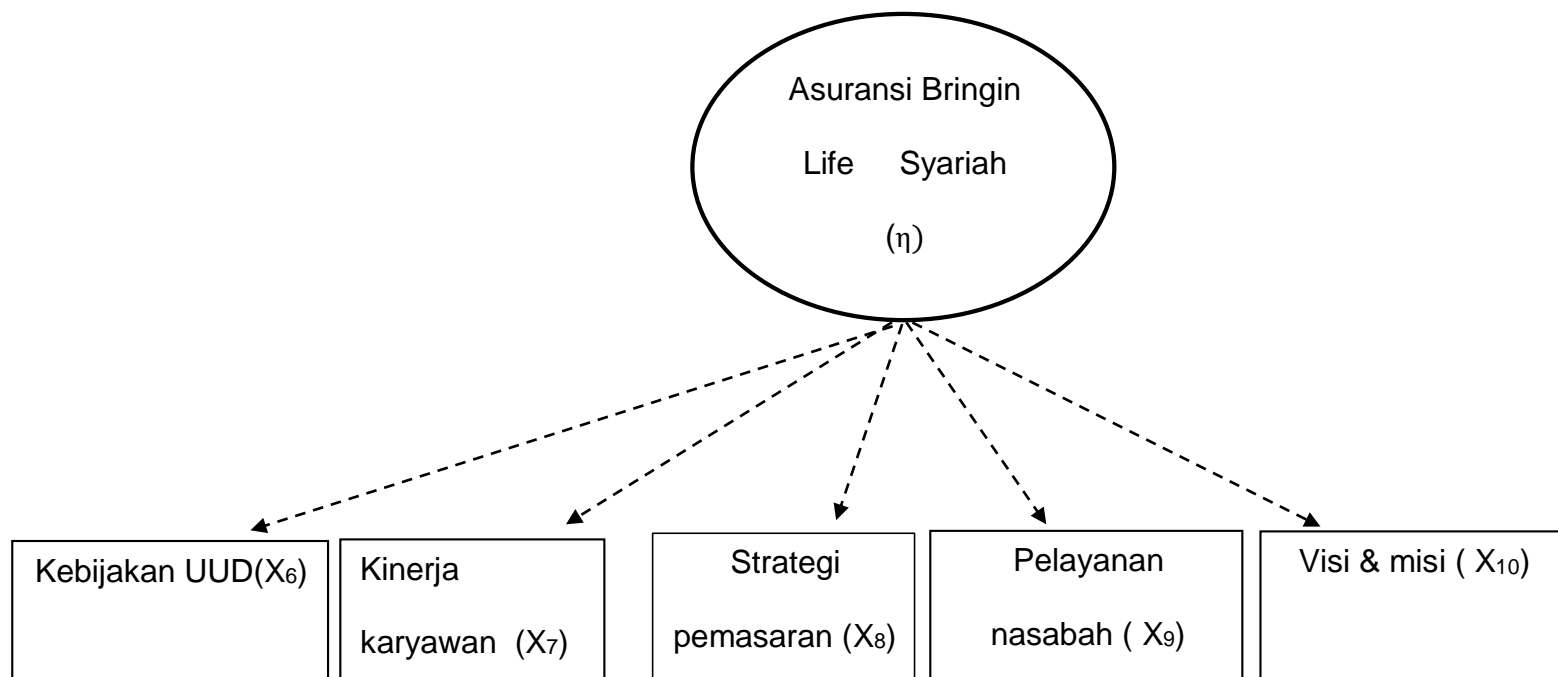 Asuransi Bringin
Life Syariah
(η)
Kebijakan UUD(X₆)
Kinerja
karyawan (X₇)
Strategi
pemasaran (X₈)
Pelayanan
nasabah ( X₉)
Visi & misi ( X₁₀)